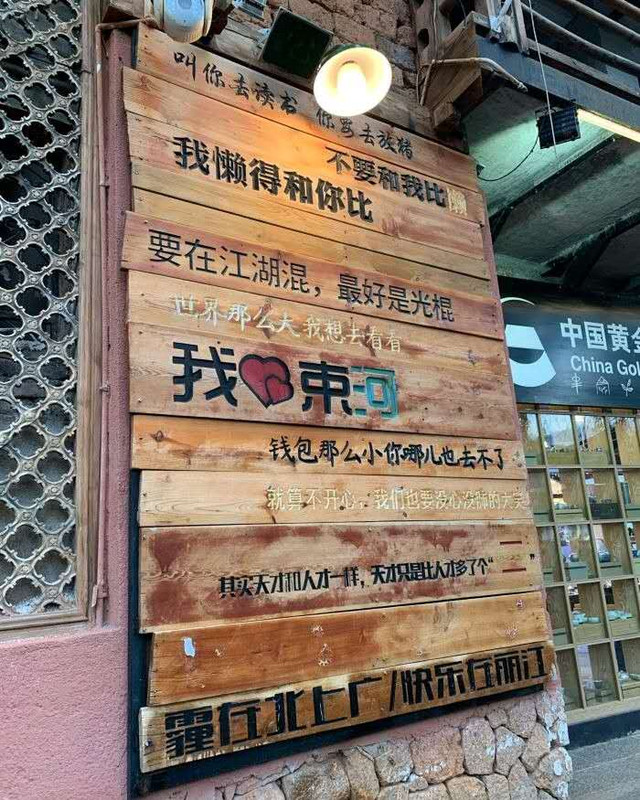 叫你去读书 你要去放猪
不要和我比懒
我懒得和你比
要在江湖混，最好是光棍
世界那么大我想去看看
我 束河
钱包那么小你哪儿也去不了
就算不开心，我们也要没心没肺的大笑
其实天才和人才一样，天才只是比人才多了个“一 一”
霾在北上广/快乐在丽江
中国黄金
China Gol